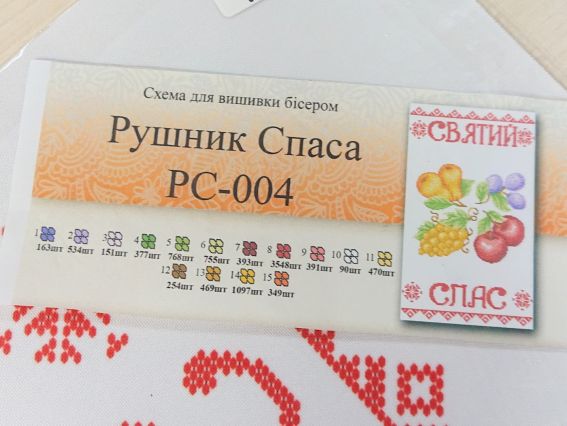 Схема для вишивки бісером
Рушник Спаса
РС-004
1 2 3 4 5 6 7 8 9 10 11
163шт 534шт 151шт 377шт 768шт 755шт 393шт 3548шт 391шт 90шт 470шт
12 13 14 15
254шт 469шт 1097шт 349шт
СВЯТИЙ
СПАС